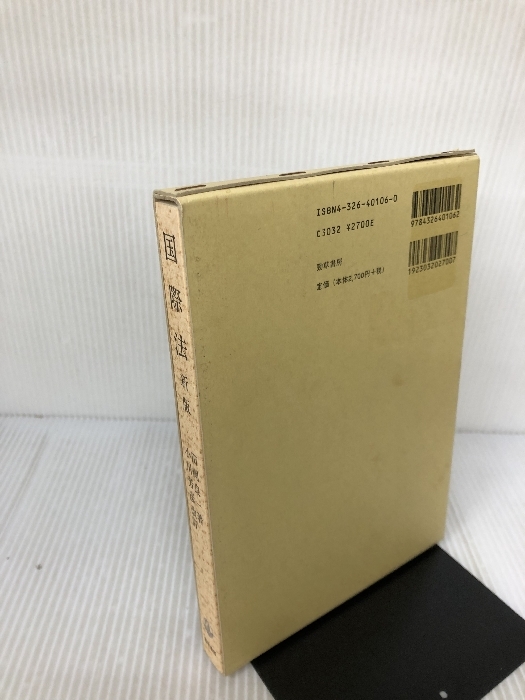 国際法
新版
ISBN4-326-40106-0
C3032 ¥2700E
勁草書房
定価（本体2,700円+税）
9784326401062
1923032027007